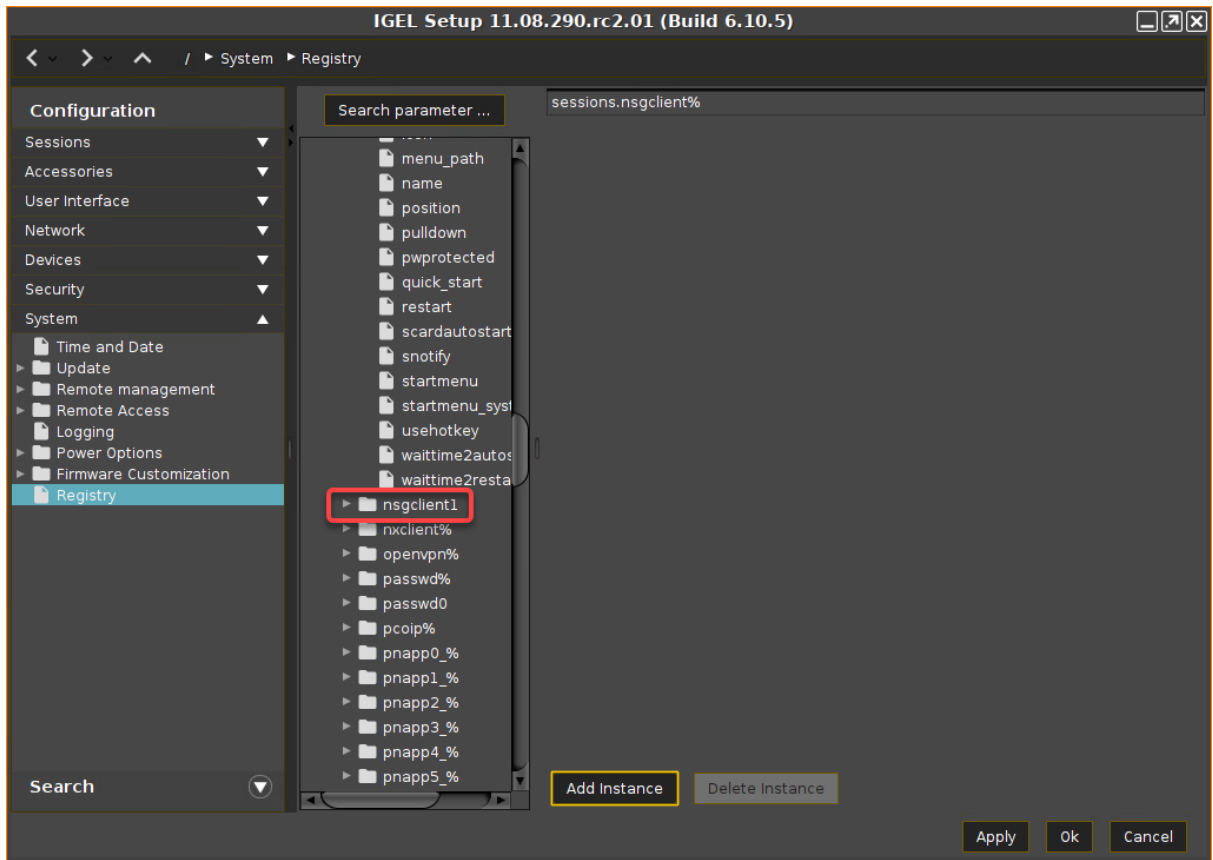 IGEL Setup 11.08.290.rc2.01 (Build 6.10.5)
/ System Registry
Configuration
Sessions
Accessories
User Interface
Network
Devices
Security
System
Time and Date
Update
Remote management
Remote Access
Logging
Power Options
Firmware Customization
Registry
Search
Search parameter ...
menu_path
name
position
pulldown
pwprotected
quick_start
restart
scardautostart
snotify
startmenu
startmenu_syst
usehotkey
waittime2autos
waittime2resta
nsgclient1
nxclient%
openvpn%
passwd%
passwd0
pcoip%
pnapp0_%
pnapp1_%
pnapp2_%
pnapp3_%
pnapp4_%
pnapp5_%
sessions.nsgclient%
Add Instance Delete Instance
Apply Ok Cancel